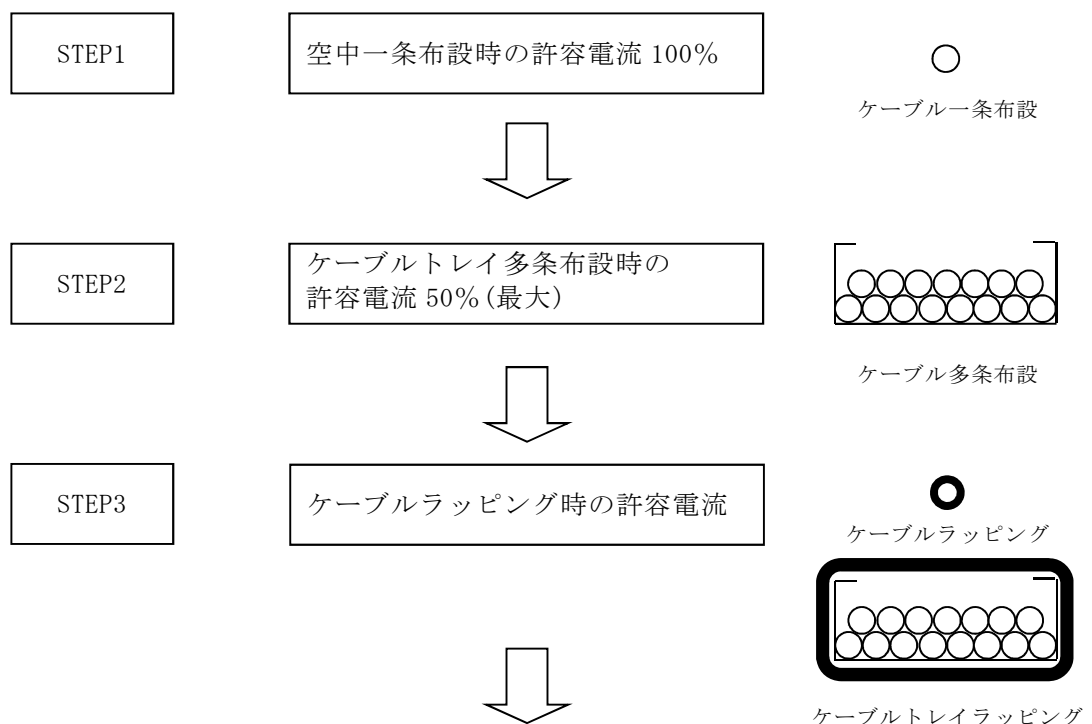 STEP1
空中一条布設時の許容電流 100%
ケーブル一条布設
STEP2
ケーブルトレイ多条布設時の
許容電流 50%(最大)
ケーブル多条布設
STEP3
ケーブルラッピング時の許容電流
ケーブルラッピング
ケーブルトレイラッピング